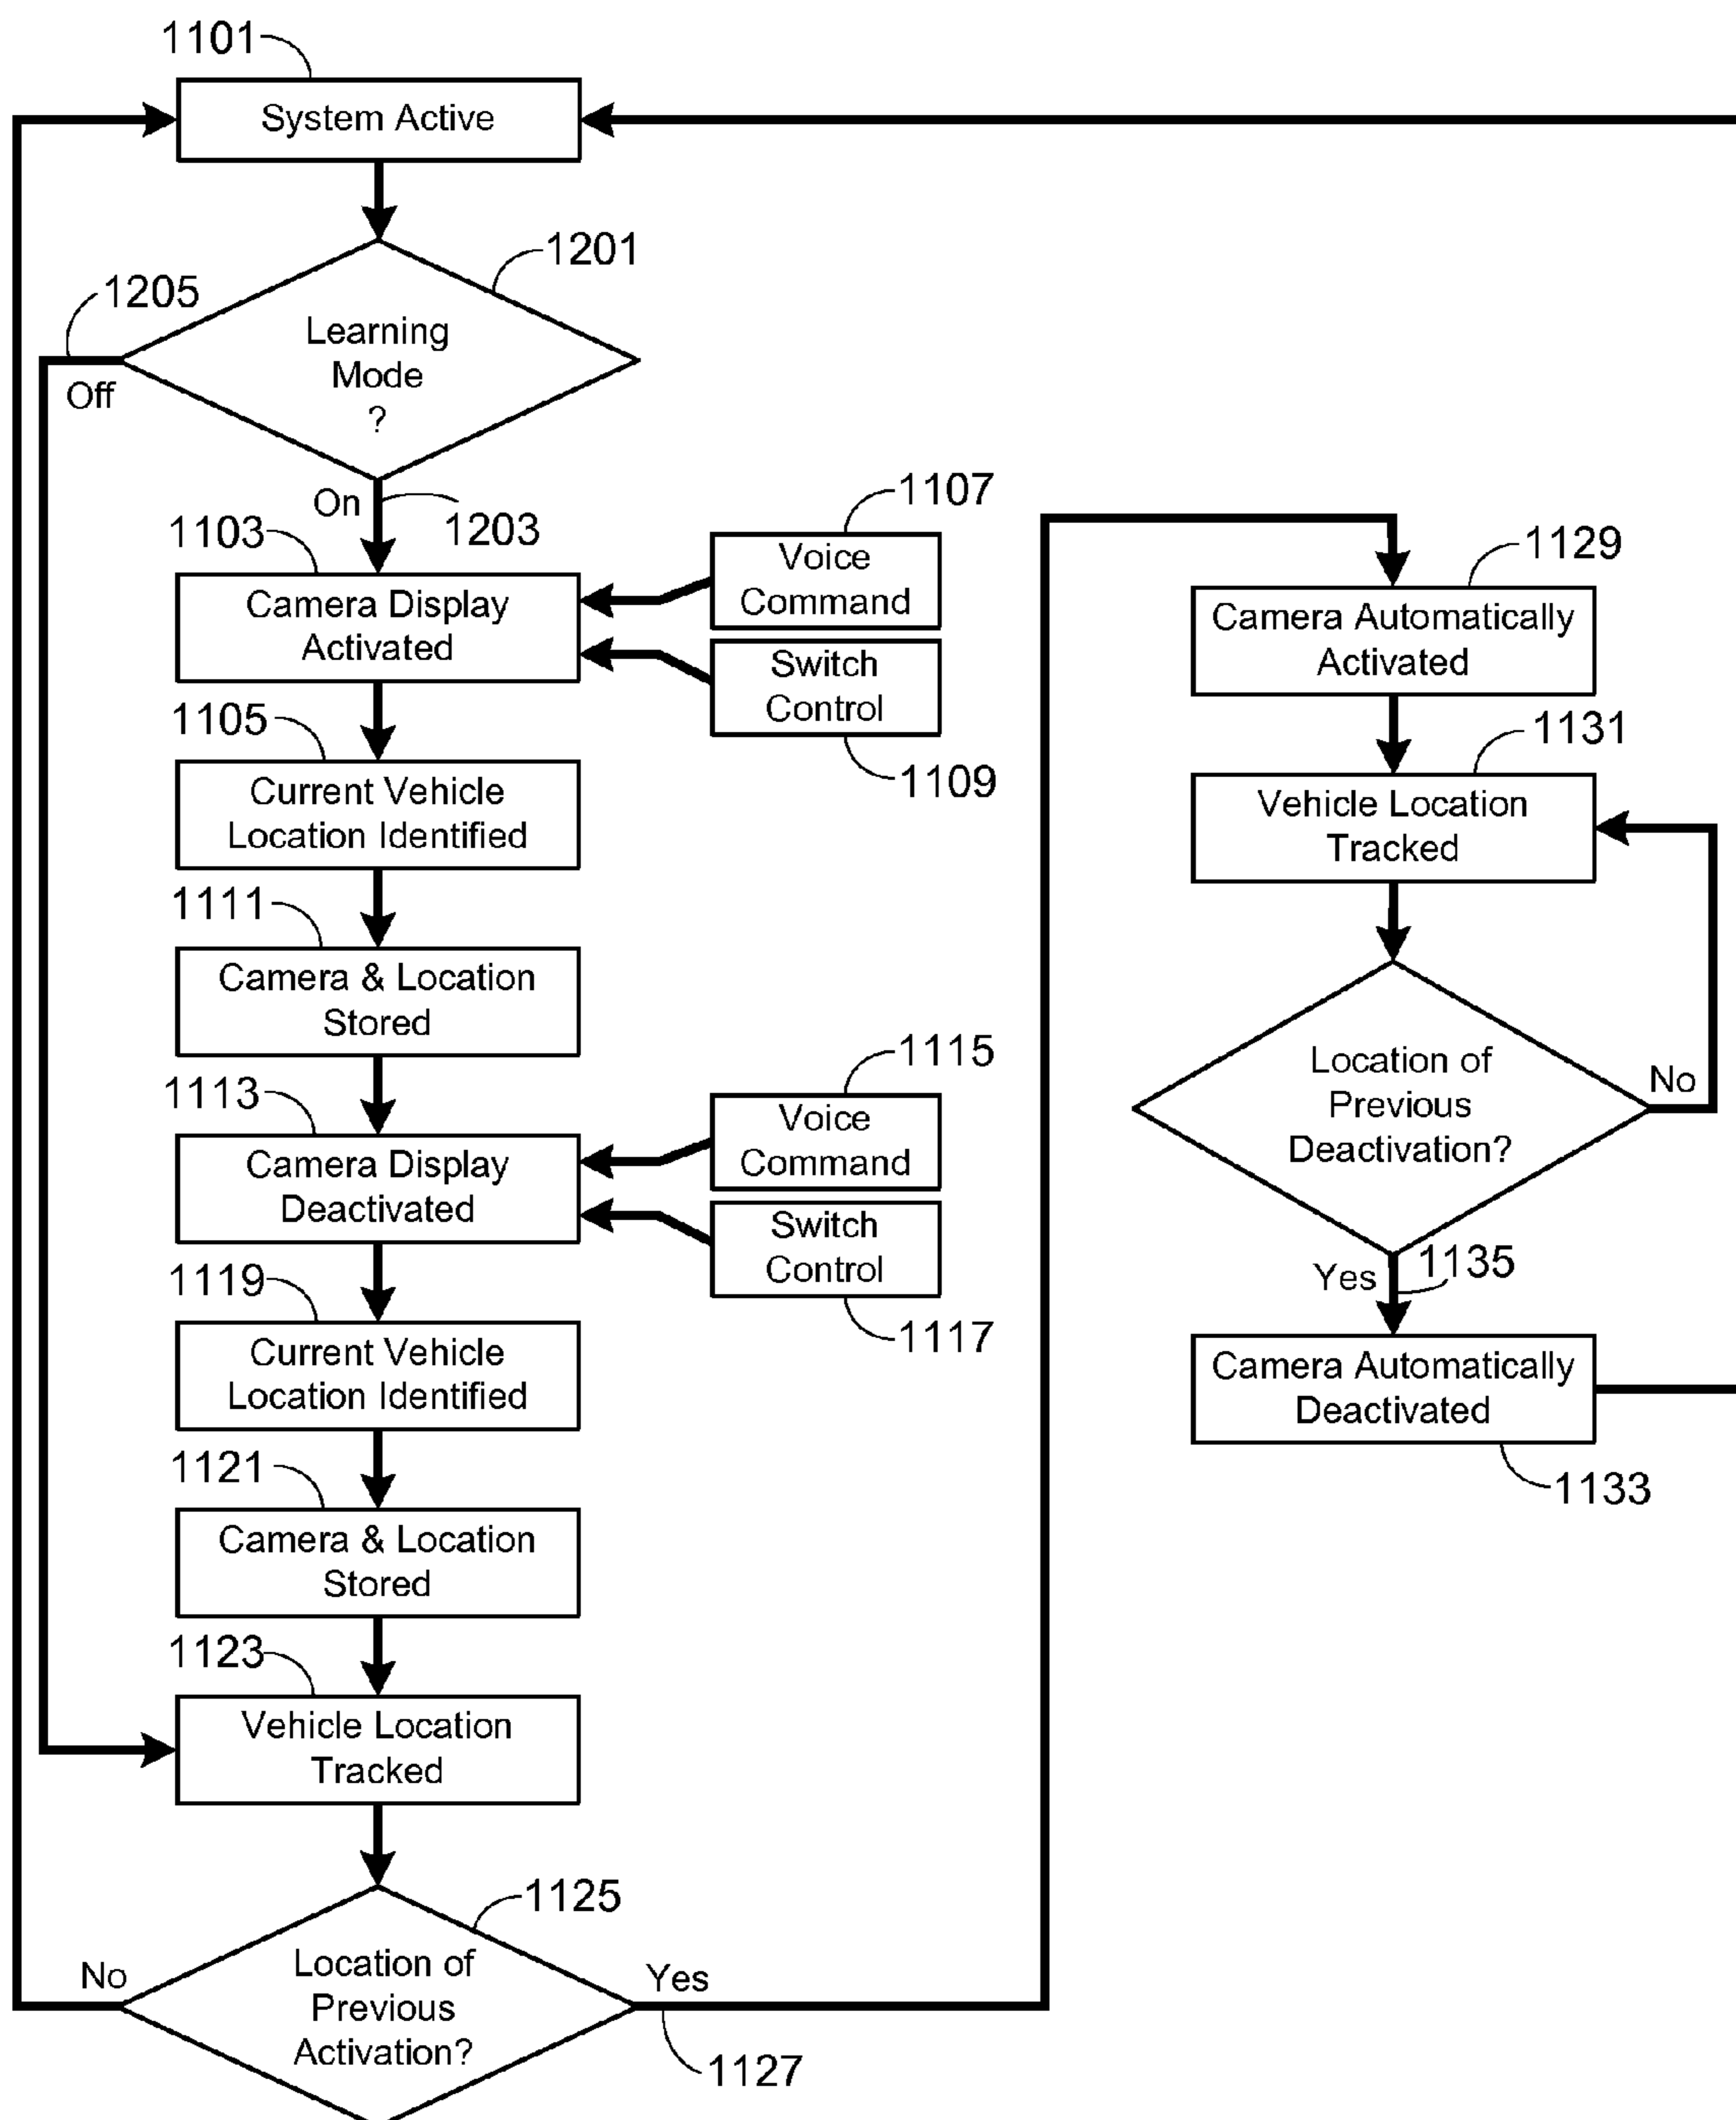 1101
System Active
1201
1205
Learning
Mode
?
Off
On
1203
1103
Camera Display
Activated
1107
Voice
Command
Switch
Control
1109
1105
Current Vehicle
Location Identified
1111
Camera & Location
Stored
1113
Camera Display
Deactivated
1115
Voice
Command
Switch
Control
1117
1119
Current Vehicle
Location Identified
1121
Camera & Location
Stored
1123
Vehicle Location
Tracked
1125
Location of
Previous
Activation?
No
Yes
1127
1129
Camera Automatically
Activated
1131
Vehicle Location
Tracked
Location of
Previous
Deactivation?
No
Yes
1135
Camera Automatically
Deactivated
1133